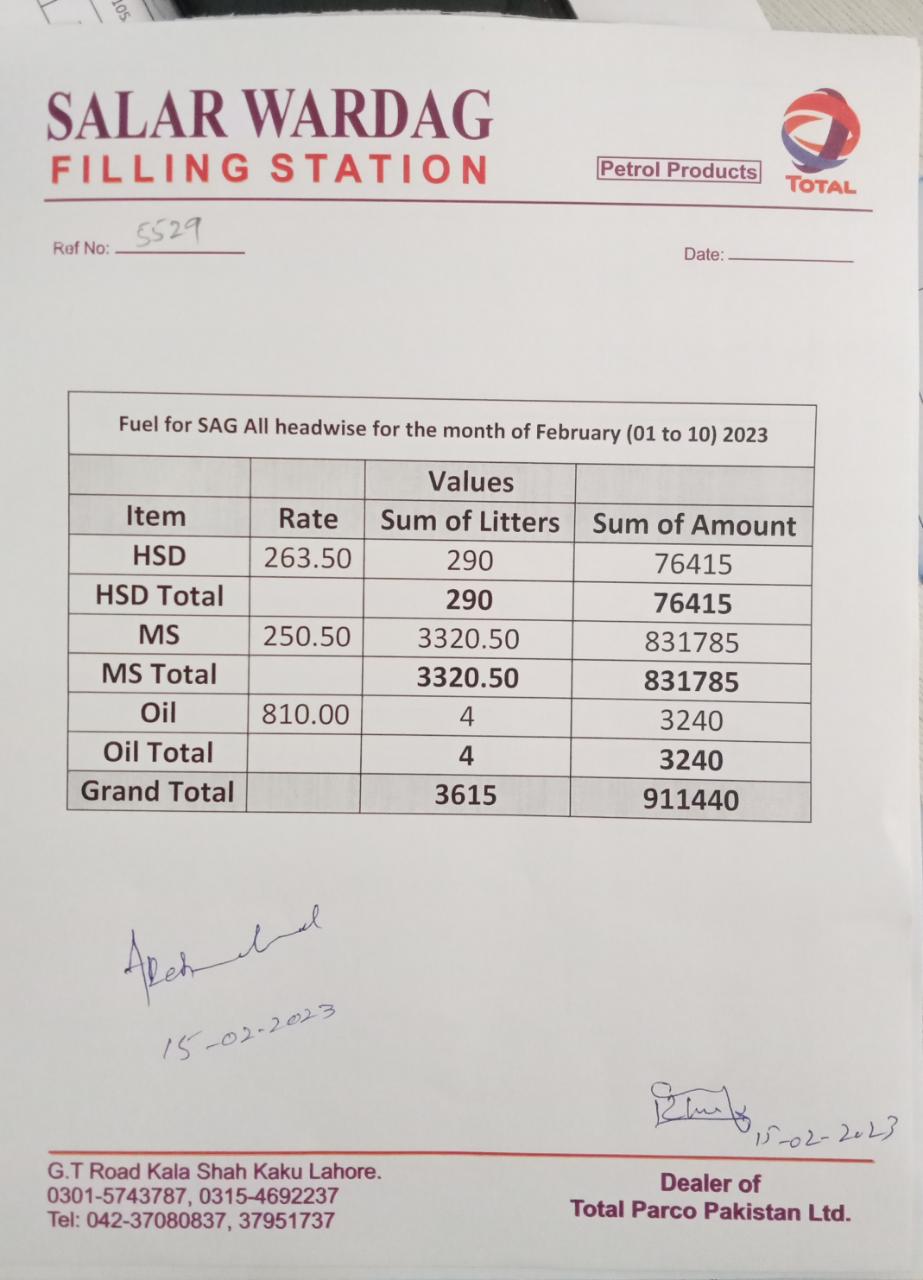 105
SALAR WARDAG
FILLING STATION
Petrol Products
TOTAL
Ref No: 5529
Date:
Fuel for SAG All headwise for the month of February (01 to 10) 2023
Values
Item Rate Sum of Litters Sum of Amount
HSD 263.50 290 76415
HSD Total 290 76415
MS 250.50 3320.50 831785
MS Total 3320.50 831785
Oil 810.00 4 3240
Oil Total 4 3240
Grand Total 3615 911440
15-02-2023
15-02-2023
G.T Road Kala Shah Kaku Lahore.
0301-5743787, 0315-4692237
Tel: 042-37080837, 37951737
Dealer of
Total Parco Pakistan Ltd.